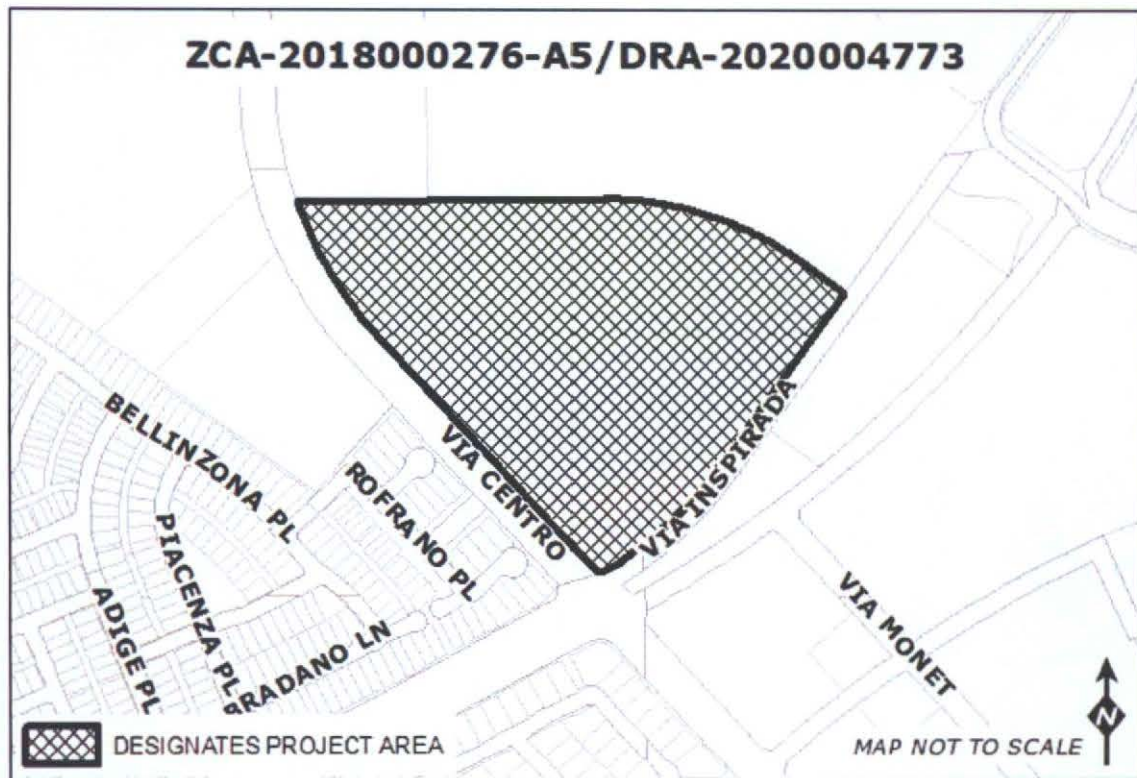 ZCA-2018000276-A5/DRA-2020004773
BELLINZONA PL
VIA CENTRO
VIA INSPIRADA
ROFRANO PL
PIACENZA PL
ADIGE PL
BRADANO LN
VIA MONET
DESIGNATES PROJECT AREA
MAP NOT TO SCALE
N